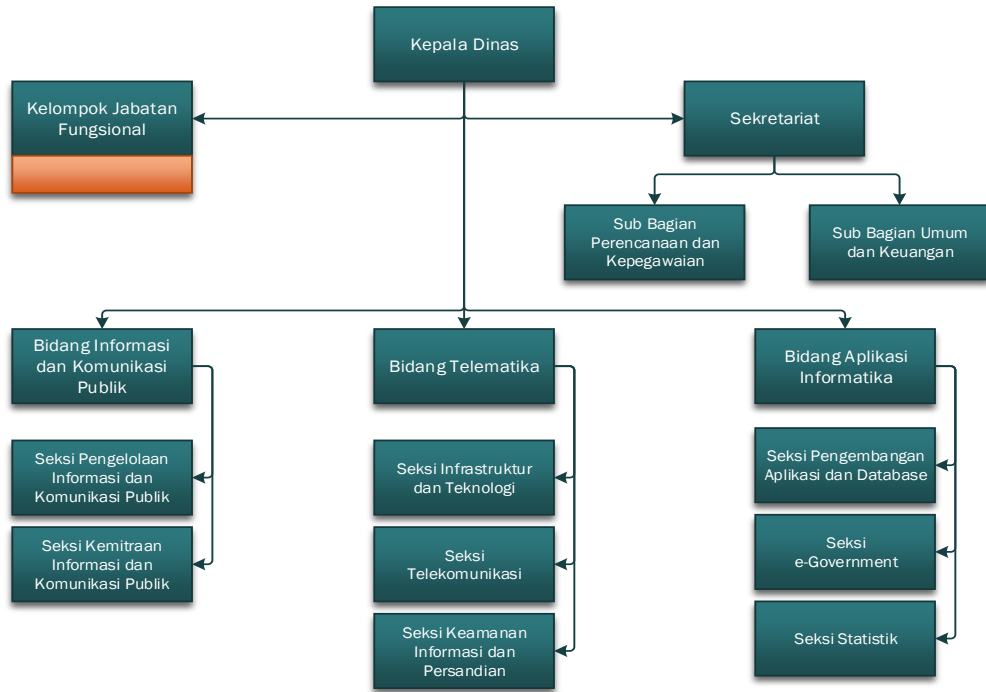 Kepala Dinas
Kelompok Jabatan
Fungsional
Sekretariat
Sub Bagian
Perencanaan dan
Kepegawaian
Sub Bagian Umum
dan Keuangan
Bidang Informasi
dan Komunikasi
Publik
Bidang Telematika
Bidang Aplikasi
Informatika
Seksi Pengelolaan
Informasi dan
Komunikasi Publik
Seksi Kemitraan
Informasi dan
Komunikasi Publik
Seksi Infrastruktur
dan Teknologi
Seksi
Telekomunikasi
Seksi Keamanan
Informasi dan
Persandian
Seksi Pengembangan
Aplikasi dan Database
Seksi
e-Government
Seksi Statistik